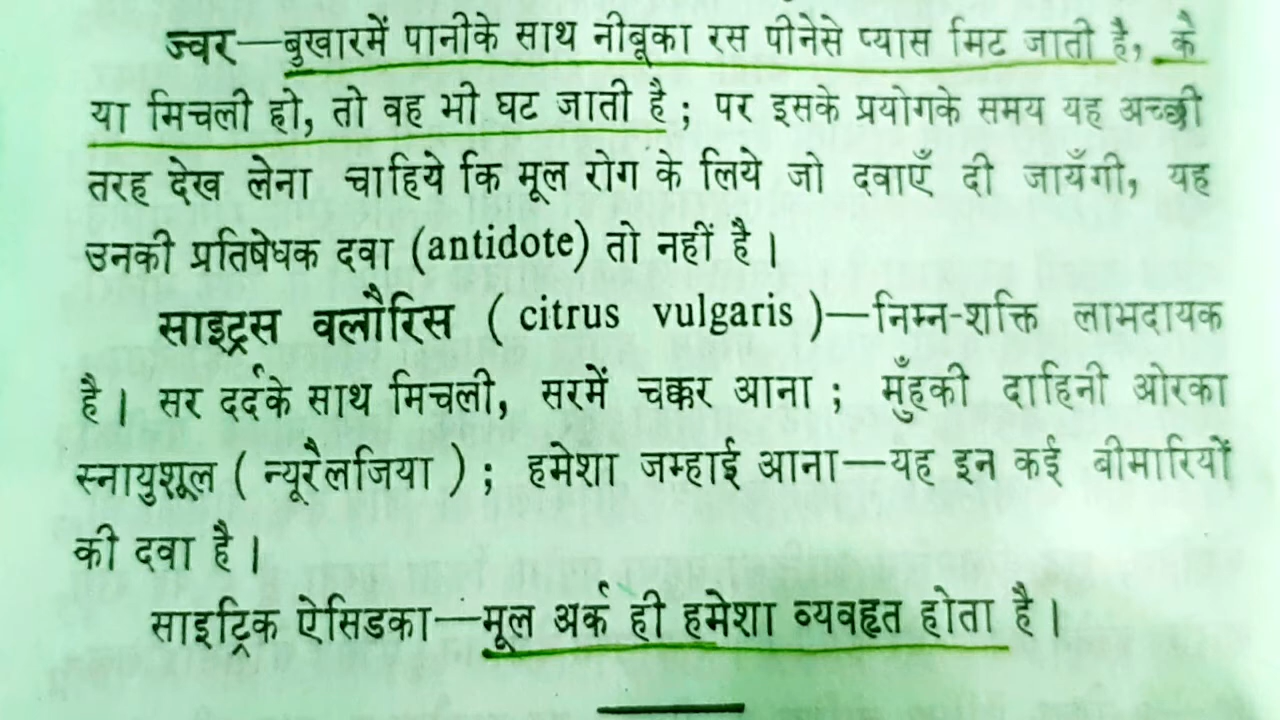 ज्वर—बुखारमें पानीके साथ नीबूका रस पीनेसे प्यास मिट जाती है, कै
या मिचली हो, तो वह भी घट जाती है ; पर इसके प्रयोगके समय यह अच्छी
तरह देख लेना चाहिये कि मूल रोग के लिये जो दवाएँ दी जायँगी, यह
उनकी प्रतिषेधक दवा (antidote) तो नहीं है ।
साइट्रस वलौरिस ( citrus vulgaris )—निम्न-शक्ति लाभदायक
है । सर दर्दके साथ मिचली, सरमें चक्कर आना ; मुँहकी दाहिनी ओरका
स्नायुशूल ( न्यूरैलजिया ) ; हमेशा जम्हाई आना—यह इन कई बीमारियों
की दवा है ।
साइट्रिक ऐसिडका—मूल अर्क ही हमेशा व्यवहृत होता है ।